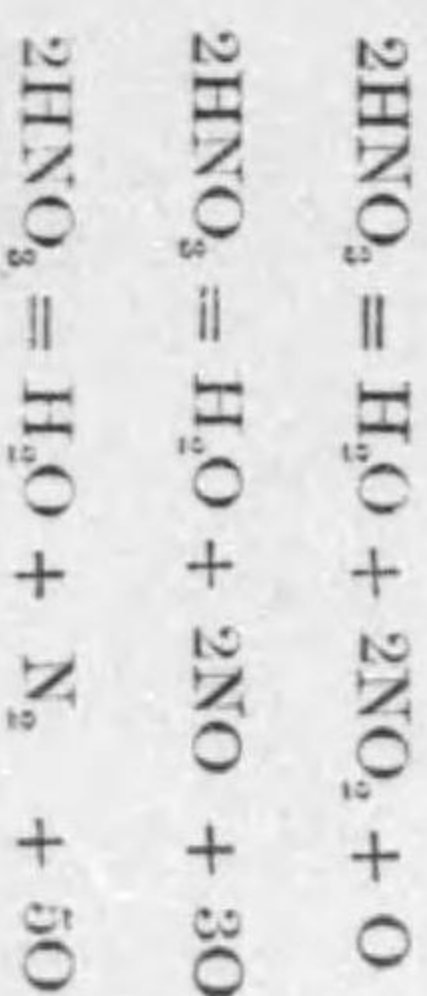 2HNO₃ = H₂O + 2NO₂ + O
2HNO₃ = H₂O + 2NO + 3O
2HNO₃ = H₂O + N₂ + 5O